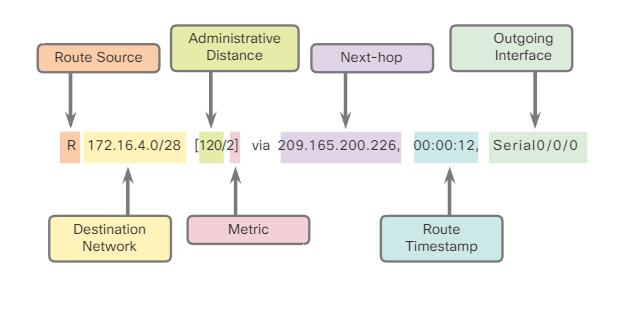 Route Source
Administrative
Distance
Next-hop
Outgoing
Interface
R 172.16.4.0/28 [120/2] via 209.165.200.226, 00:00:12, Serial0/0/0
Destination
Network
Metric
Route
Timestamp